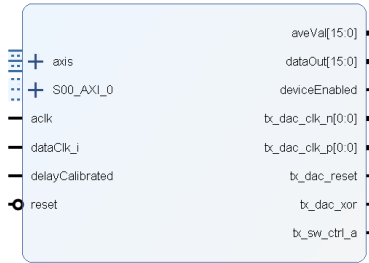 aveVal[15:0]
axis
dataOut[15:0]
S00_AXI_0
deviceEnabled
aclk
tx_dac_clk_n[0:0]
dataClk_i
tx_dac_clk_p[0:0]
delayCalibrated
tx_dac_reset
reset
tx_dac_xor
tx_sw_ctrl_a